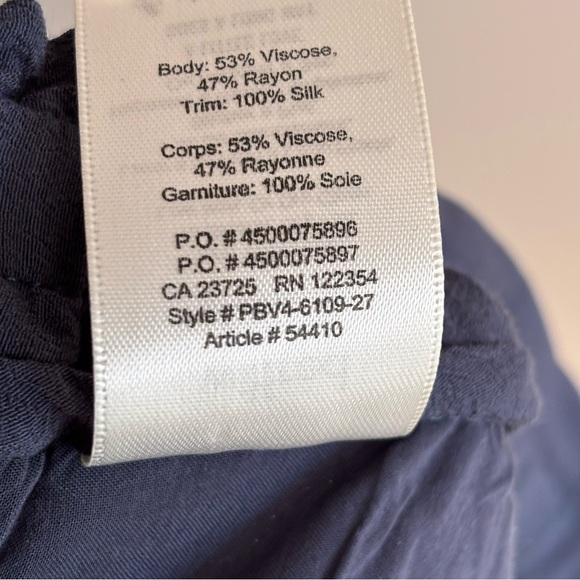 Body: 53% Viscose,
47% Rayon
Trim: 100% Silk
Corps: 53% Viscose,
47% Rayonne
Garniture: 100% Soie
P.O. # 4500075896
P.O. # 4500075897
CA 23725 RN 122354
Style # PBV4-6109-27
Article # 54410